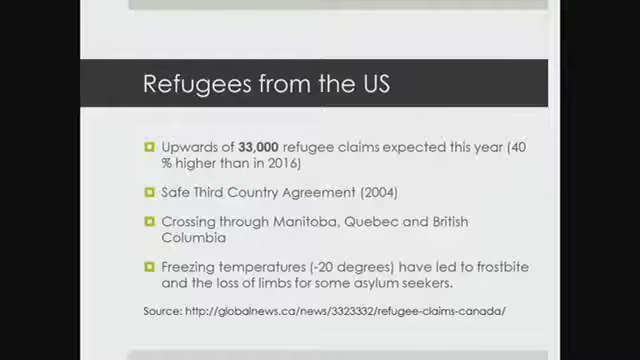 Refugees from the US
Upwards of 33,000 refugee claims expected this year (40
% higher than in 2016)
Safe Third Country Agreement (2004)
Crossing through Manitoba, Quebec and British
Columbia
Freezing temperatures (-20 degrees) have led to frostbite
and the loss of limbs for some asylum seekers.
Source: http://globalnews.ca/news/3323332/refugee-claims-canada/